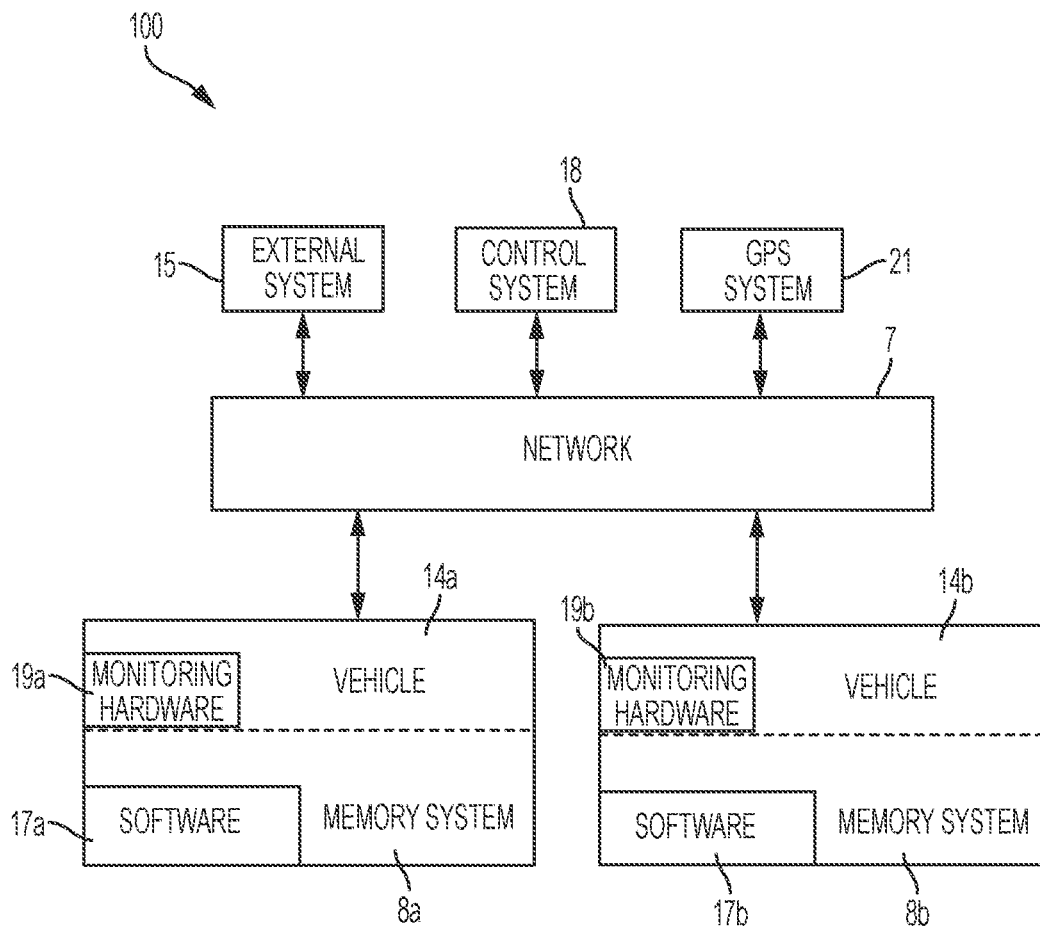 100
18
EXTERNAL
SYSTEM
CONTROL
SYSTEM
GPS
SYSTEM
15
21
7
NETWORK
14a
19b
14b
19a
MONITORING
HARDWARE
VEHICLE
MONITORING
HARDWARE
VEHICLE
17a
SOFTWARE
MEMORY SYSTEM
SOFTWARE
MEMORY SYSTEM
8a
17b
8b